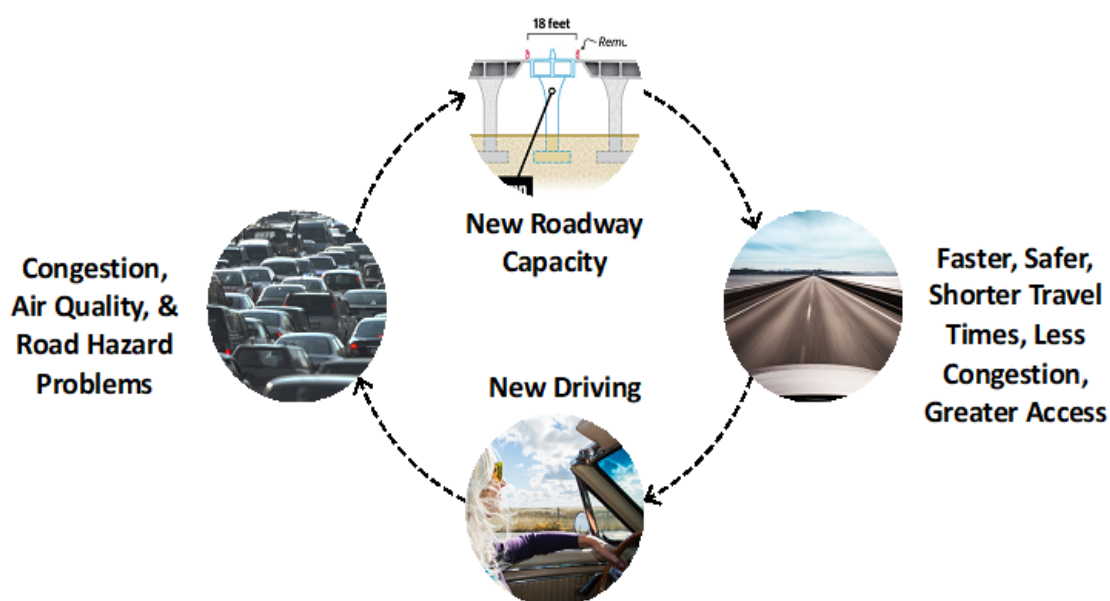 18 feet
New Roadway
Capacity
Faster, Safer,
Shorter Travel
Times, Less
Congestion,
Greater Access
New Driving
Congestion,
Air Quality, &
Road Hazard
Problems